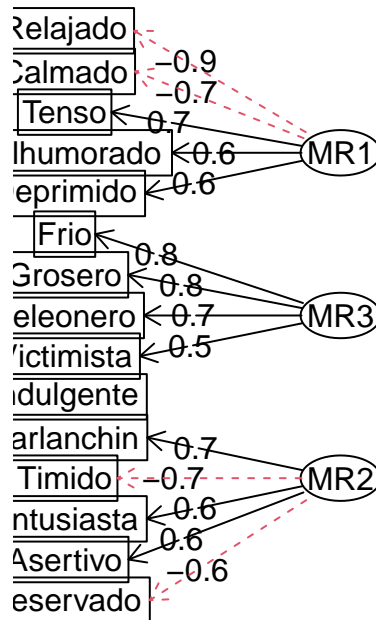 Relajado
Calmado
Tenso
lhumorado
eprimido
Frio
Grosero
eleonero
Victimista
ndulgente
arlanchin
Timido
ntusiasta
Asertivo
eservado
−0.9
−0.7
0.7
0.6
0.6
MR1
0.8
0.8
0.7
0.5
MR3
0.7
−0.7
0.6
0.6
−0.6
MR2